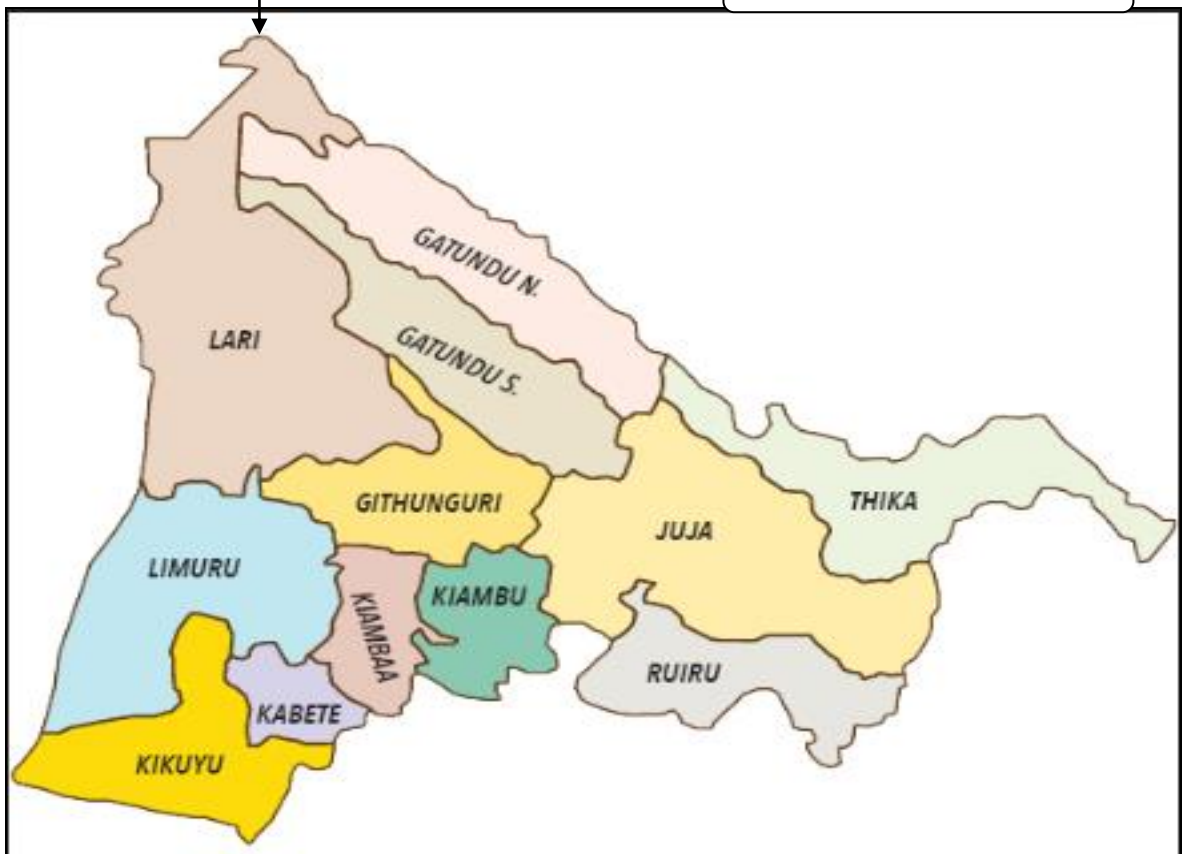 GATUNDU N.
LARI
GATUNDU S.
GITHUNGURI
THIKA
JUJA
LIMURU
KIAMBAA
KIAMBU
RUIRU
KABETE
KIKUYU